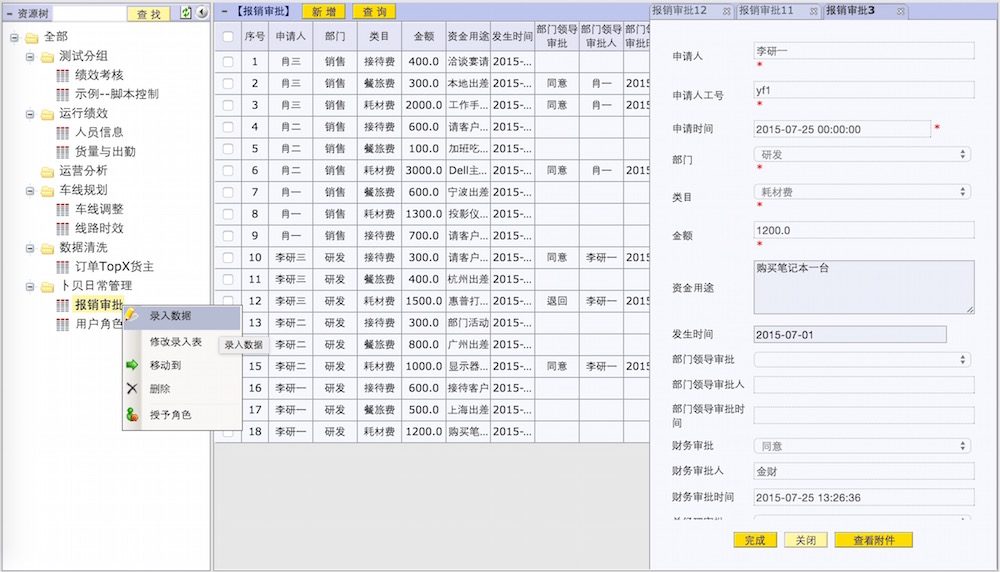 资源树
查 找
全部
测试分组
绩效考核
示例--脚本控制
运行绩效
人员信息
货量与出勤
运营分析
车线规划
车线调整
线路时效
数据清洗
订单TopX货主
卜贝日常管理
报销审批
用户角色
录入数据
修改录入表
移动到
删除
授予角色
录入数据
【报销审批】 新 增 查 询
序号 申请人 部门 类目 金额 资金用途 发生时间 部门领导审批 部门领导审批人
1 肖三 销售 接待费 400.0 洽谈宴请 2015-...
2 肖三 销售 餐旅费 300.0 本地出差 2015-... 同意 肖一 2015
3 肖三 销售 耗材费 2000.0 工作手... 2015-... 同意 肖一 2015
4 肖二 销售 接待费 600.0 请客户... 2015-...
5 肖二 销售 餐旅费 100.0 加班吃... 2015-...
6 肖二 销售 耗材费 3000.0 Dell主... 2015-... 同意 肖一 2015
7 肖一 销售 餐旅费 600.0 宁波出差 2015-...
8 肖一 销售 耗材费 1300.0 投影仪... 2015-...
9 肖一 销售 接待费 700.0 请客户... 2015-...
10 李研三 研发 接待费 300.0 请客户... 2015-... 同意 李研一 2015
11 李研三 研发 餐旅费 400.0 杭州出差 2015-...
12 李研三 研发 耗材费 1500.0 惠普打... 2015-... 退回 李研一 2015
13 李研二 研发 接待费 300.0 部门活动 2015-...
李研二 研发 餐旅费 800.0 广州出差 2015-...
15 李研二 研发 耗材费 1000.0 显示器... 2015-... 同意 李研一 2015
16 李研一 研发 接待费 600.0 接待客户 2015-...
17 李研一 研发 餐旅费 500.0 上海出差 2015-...
18 李研一 研发 耗材费 1200.0 购买笔... 2015-...
报销审批12 报销审批11 报销审批3
申请人 李研一
*
申请人工号 yf1
*
申请时间 2015-07-25 00:00:00 *
部门 研发
*
类目 耗材费
*
金额 1200.0
*
资金用途 购买笔记本一台
发生时间 2015-07-01
部门领导审批
部门领导审批人
部门领导审批时
间
财务审批 同意
财务审批人 金财
财务审批时间 2015-07-25 13:26:36
完成 关闭 查看附件